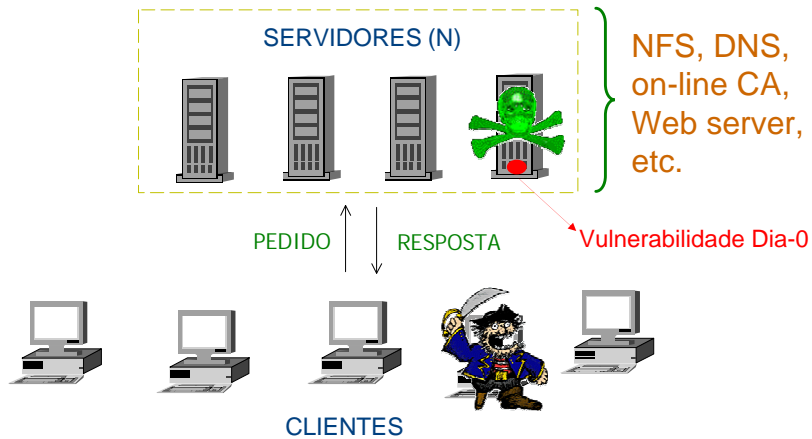 SERVIDORES (N)
NFS, DNS,
on-line CA,
Web server,
etc.
PEDIDO
RESPOSTA
Vulnerabilidade Dia-0
CLIENTES